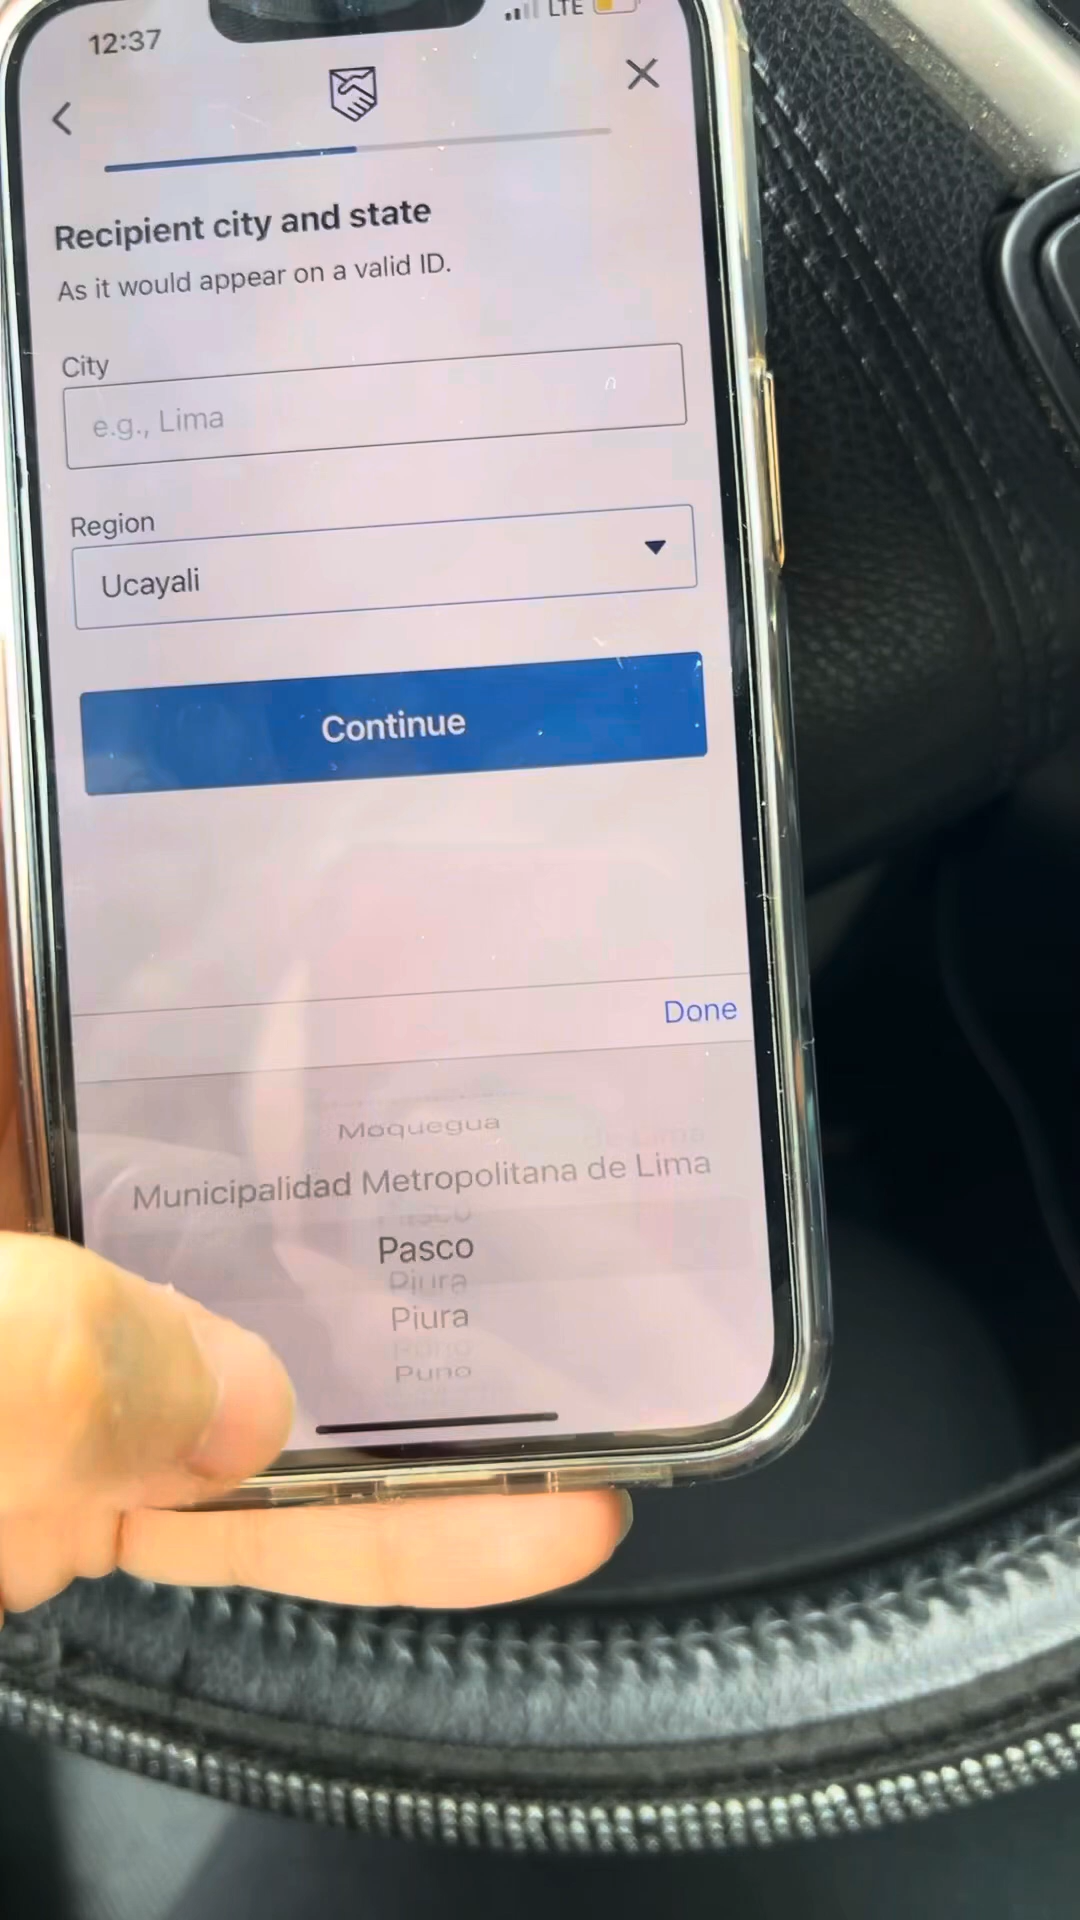 12:37
LTE
Recipient city and state
As it would appear on a valid ID.
City
e.g., Lima
Region
Ucayali
Continue
Done
Moquegua
Municipalidad Metropolitana de Lima
Pasco
Piura
Puno